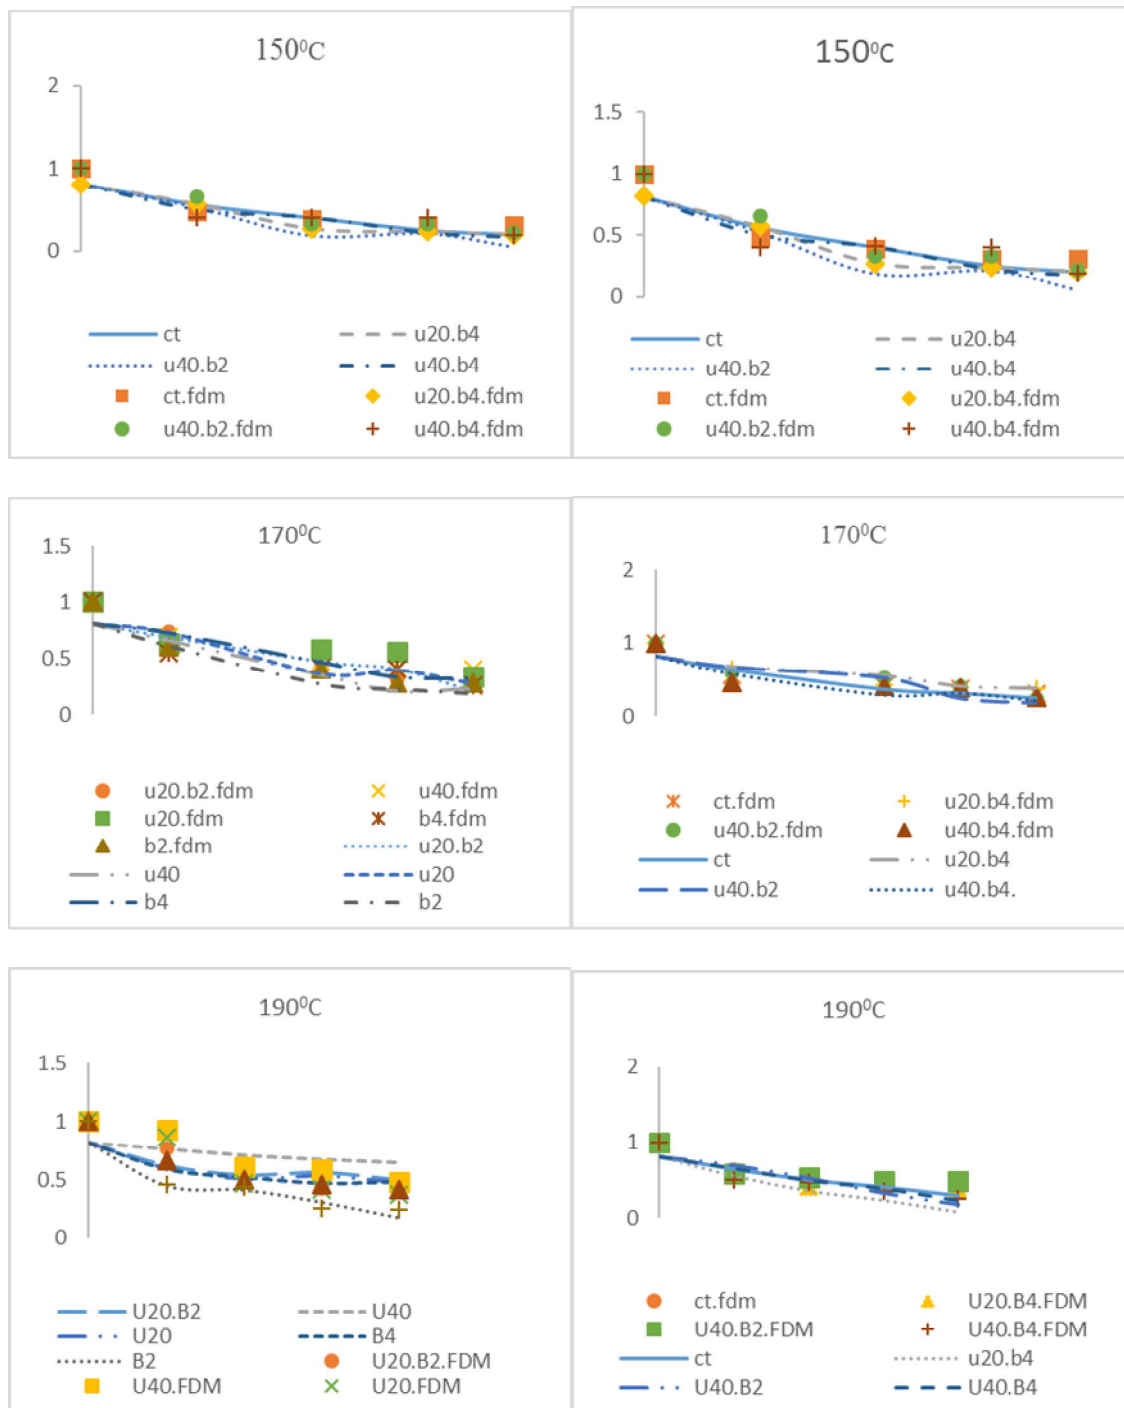 150⁰C
2
1
0
ct u20.b4
u40.b2 u40.b4
ct.fdm u20.b4.fdm
u40.b2.fdm u40.b4.fdm
150⁰C
1.5
1
0.5
0
ct u20.b4
u40.b2 u40.b4
ct.fdm u20.b4.fdm
u40.b2.fdm u40.b4.fdm
170⁰C
1.5
1
0.5
0
u20.b2.fdm u40.fdm
u20.fdm b4.fdm
b2.fdm u20.b2
u40 u20
b4 b2
170⁰C
2
1
0
ct.fdm u20.b4.fdm
u40.b2.fdm u40.b4.fdm
ct u20.b4
u40.b2 u40.b4.
190⁰C
1.5
1
0.5
0
U20.B2 U40
U20 B4
B2 U20.B2.FDM
U40.FDM U20.FDM
190⁰C
2
1
0
ct.fdm U20.B4.FDM
U40.B2.FDM U40.B4.FDM
ct u20.b4
U40.B2 U40.B4